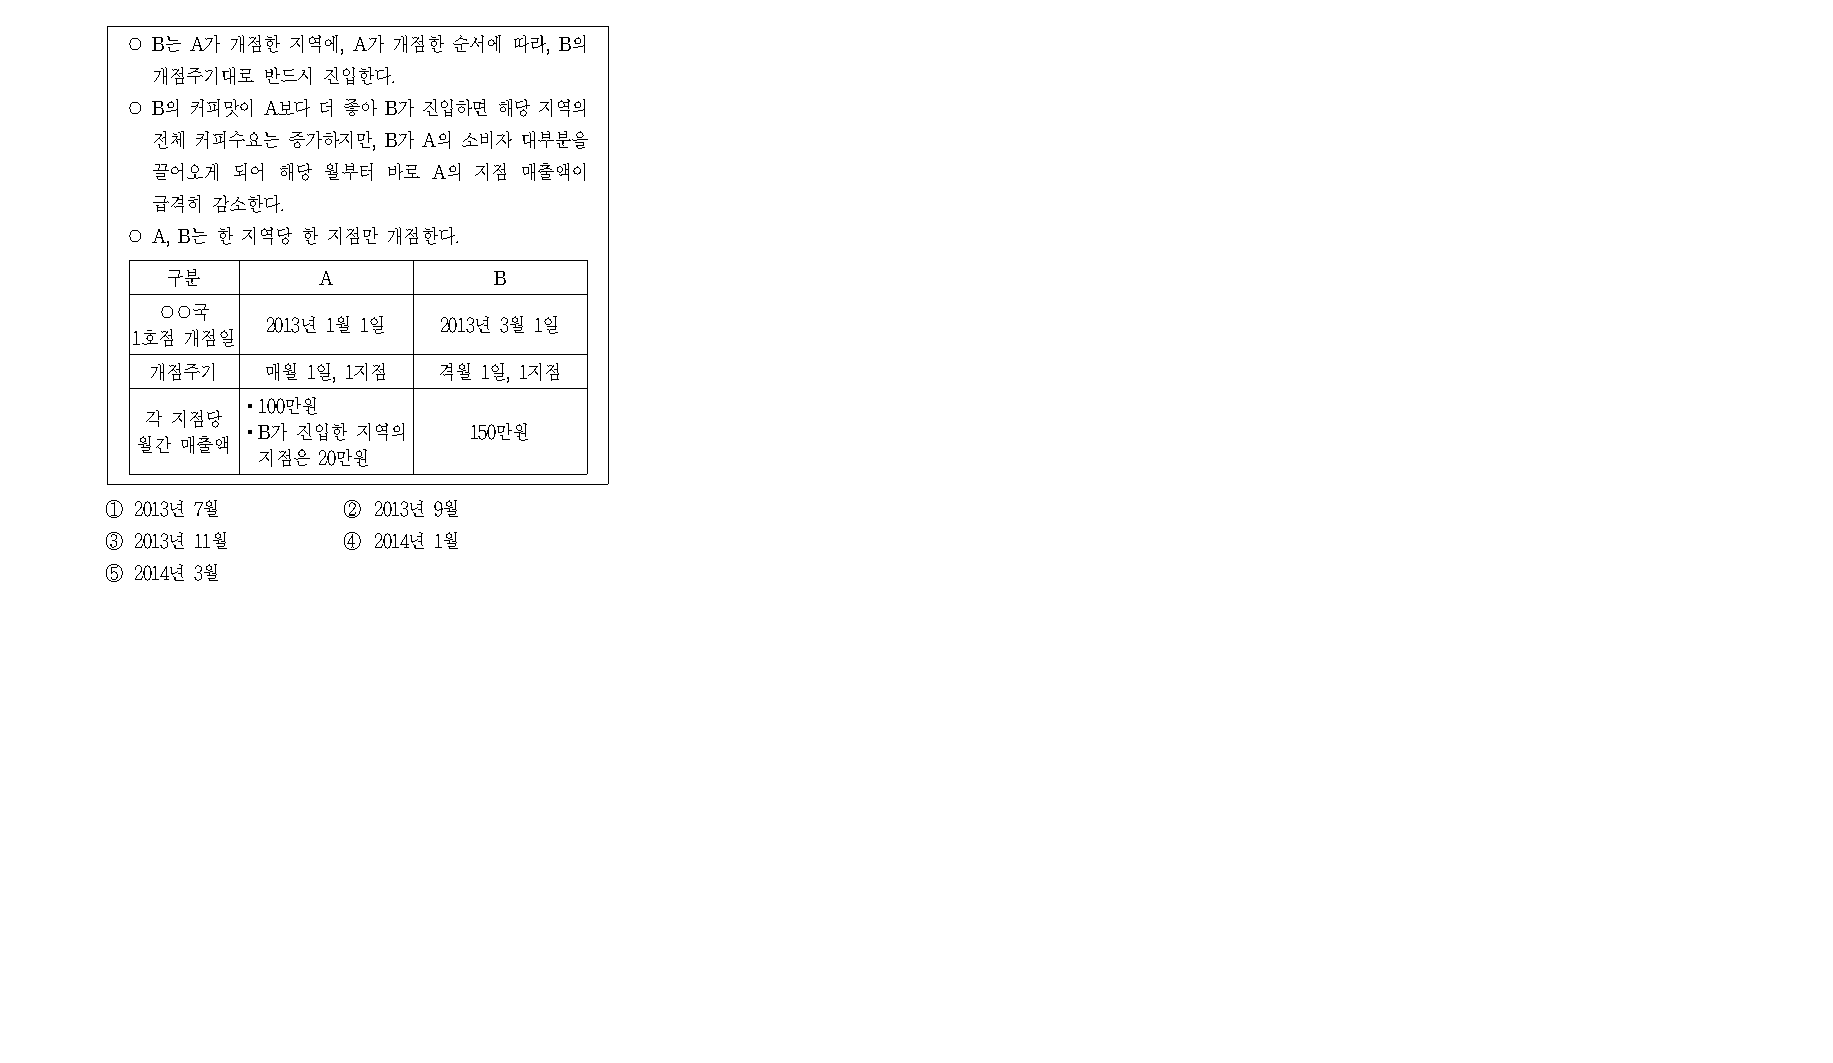 ○ B는 A가 개점한 지역에, A가 개점한 순서에 따라, B의
개점주기대로 반드시 진입한다.
○ B의 커피맛이 A보다 더 좋아 B가 진입하면 해당 지역의
전체 커피수요는 증가하지만, B가 A의 소비자 대부분을
끌어오게 되어 해당 월부터 바로 A의 지점 매출액이
급격히 감소한다.
○ A, B는 한 지역당 한 지점만 개점한다.
구분 A B
○○국
1호점 개점일 2013년 1월 1일 2013년 3월 1일
개점주기 매월 1일, 1지점 격월 1일, 1지점
각 지점당
월간 매출액
▪100만원
▪B가 진입한 지역의
지점은 20만원
150만원
① 2013년 7월 ② 2013년 9월
③ 2013년 11월 ④ 2014년 1월
⑤ 2014년 3월